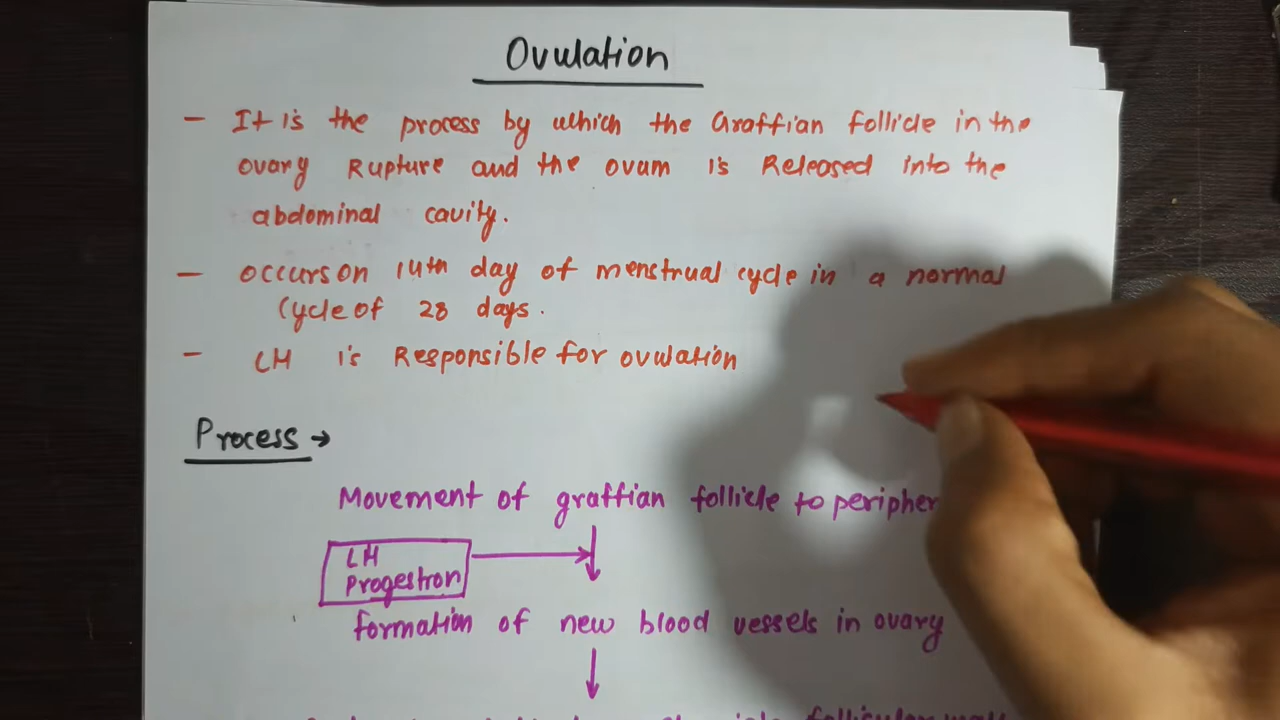 Ovulation
- It is the process by which the Graffian follicle in the
ovary Rupture and the ovum is Released into the
abdominal cavity.
- occurs on 14th day of menstrual cycle in a normal
Cycle of 28 days.
- LH is Responsible for ovulation
Process →
Movement of graffian follicle to peripher
LH
Progestron
formation of new blood vessels in ovary
follicular